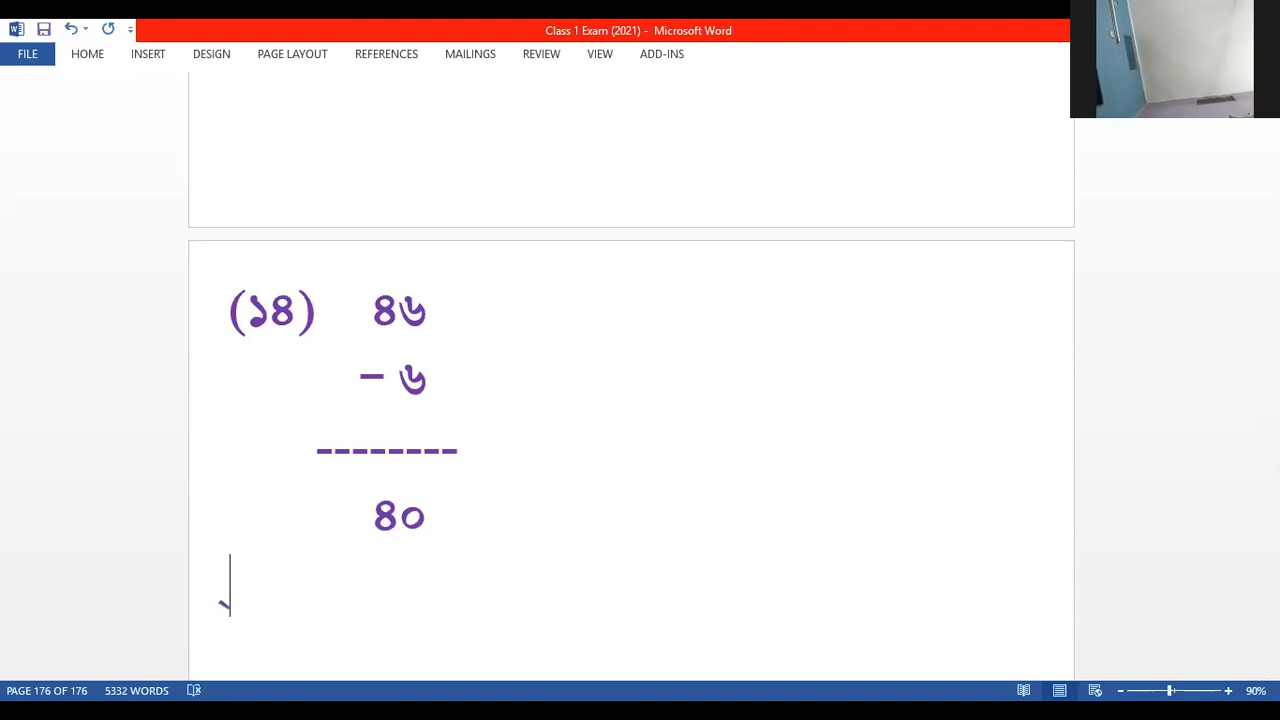 Class 1 Exam (2021) - Microsoft Word
FILE HOME INSERT DESIGN PAGE LAYOUT REFERENCES MAILINGS REVIEW VIEW ADD-INS
(১৪) ৪৬
– ৬
--------
৪০
PAGE 176 OF 176 5332 WORDS 90%